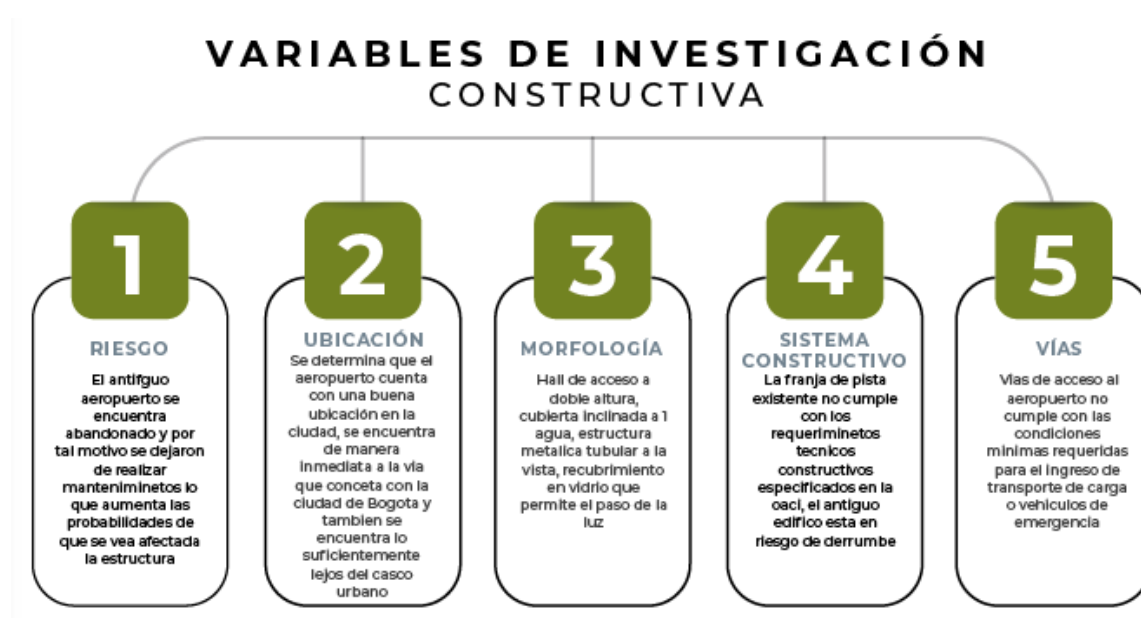 VARIABLES DE INVESTIGACIÓN
CONSTRUCTIVA
1
RIESGO
El antifguo
aeropuerto se
encuentra
abandonado y por
tal motivo se dejaron
de realizar
manteniminetos lo
que aumenta las
probabilidades de
que se vea afectada
la estructura
2
UBICACIÓN
Se determina que el
aeropuerto cuenta
con una buena
ubicación en la
ciudad, se encuentra
de manera
inmediata a la via
que conceta con la
ciudad de Bogota y
tambien se
encuentra lo
suficientemente
lejos del casco
urbano
3
MORFOLOGÍA
Hall de acceso a
doble altura,
cubierta inclinada a 1
agua, estructura
metalica tubular a la
vista, recubrimiento
en vidrio que
permite el paso de la
luz
4
SISTEMA
CONSTRUCTIVO
La franja de pista
existente no cumple
con los
requeriminetos
tecnicos
constructivos
especificados en la
oaci, el antiguo
edifico esta en
riesgo de derrumbe
5
VÍAS
Vias de acceso al
aeropuerto no
cumple con las
condiciones
minimas requeridas
para el ingreso de
transporte de carga
o vehiculos de
emergencia